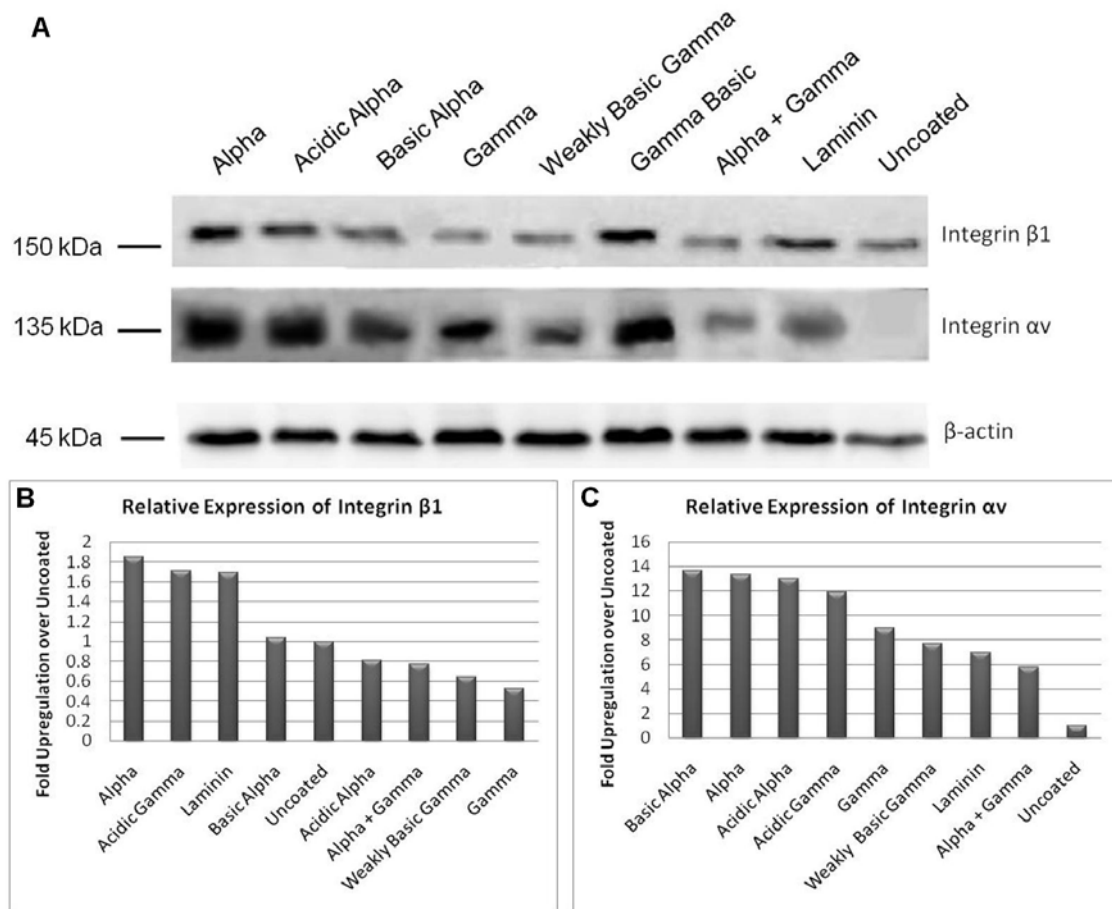 A
Alpha
Acidic Alpha
Basic Alpha
Gamma
Weakly Basic Gamma
Gamma Basic
Alpha + Gamma
Laminin
Uncoated
150 kDa
Integrin β1
135 kDa
Integrin αv
45 kDa
β-actin
B
Relative Expression of Integrin β1
Fold Upregulation over Uncoated
2
1.8
1.6
1.4
1.2
1
0.8
0.6
0.4
0.2
0
Alpha
Acidic Gamma
Laminin
Basic Alpha
Uncoated
Acidic Alpha
Alpha + Gamma
Weakly Basic Gamma
Gamma
C
Relative Expression of Integrin αv
Fold Upregulation over Uncoated
16
14
12
10
8
6
4
2
0
Basic Alpha
Alpha
Acidic Alpha
Acidic Gamma
Gamma
Weakly Basic Gamma
Laminin
Alpha + Gamma
Uncoated